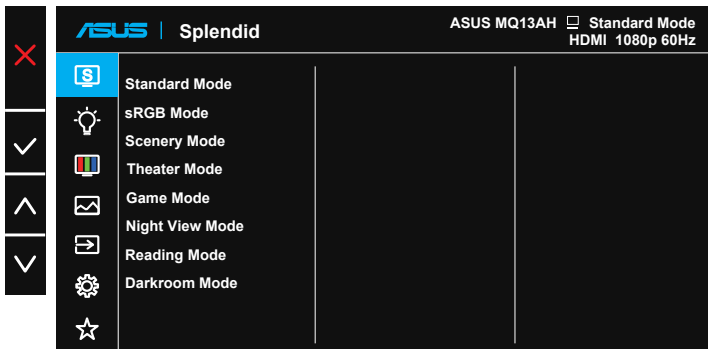 ASUS Splendid
ASUS MQ13AH Standard Mode
HDMI 1080p 60Hz
S
Standard Mode
sRGB Mode
Scenery Mode
Theater Mode
Game Mode
Night View Mode
Reading Mode
Darkroom Mode